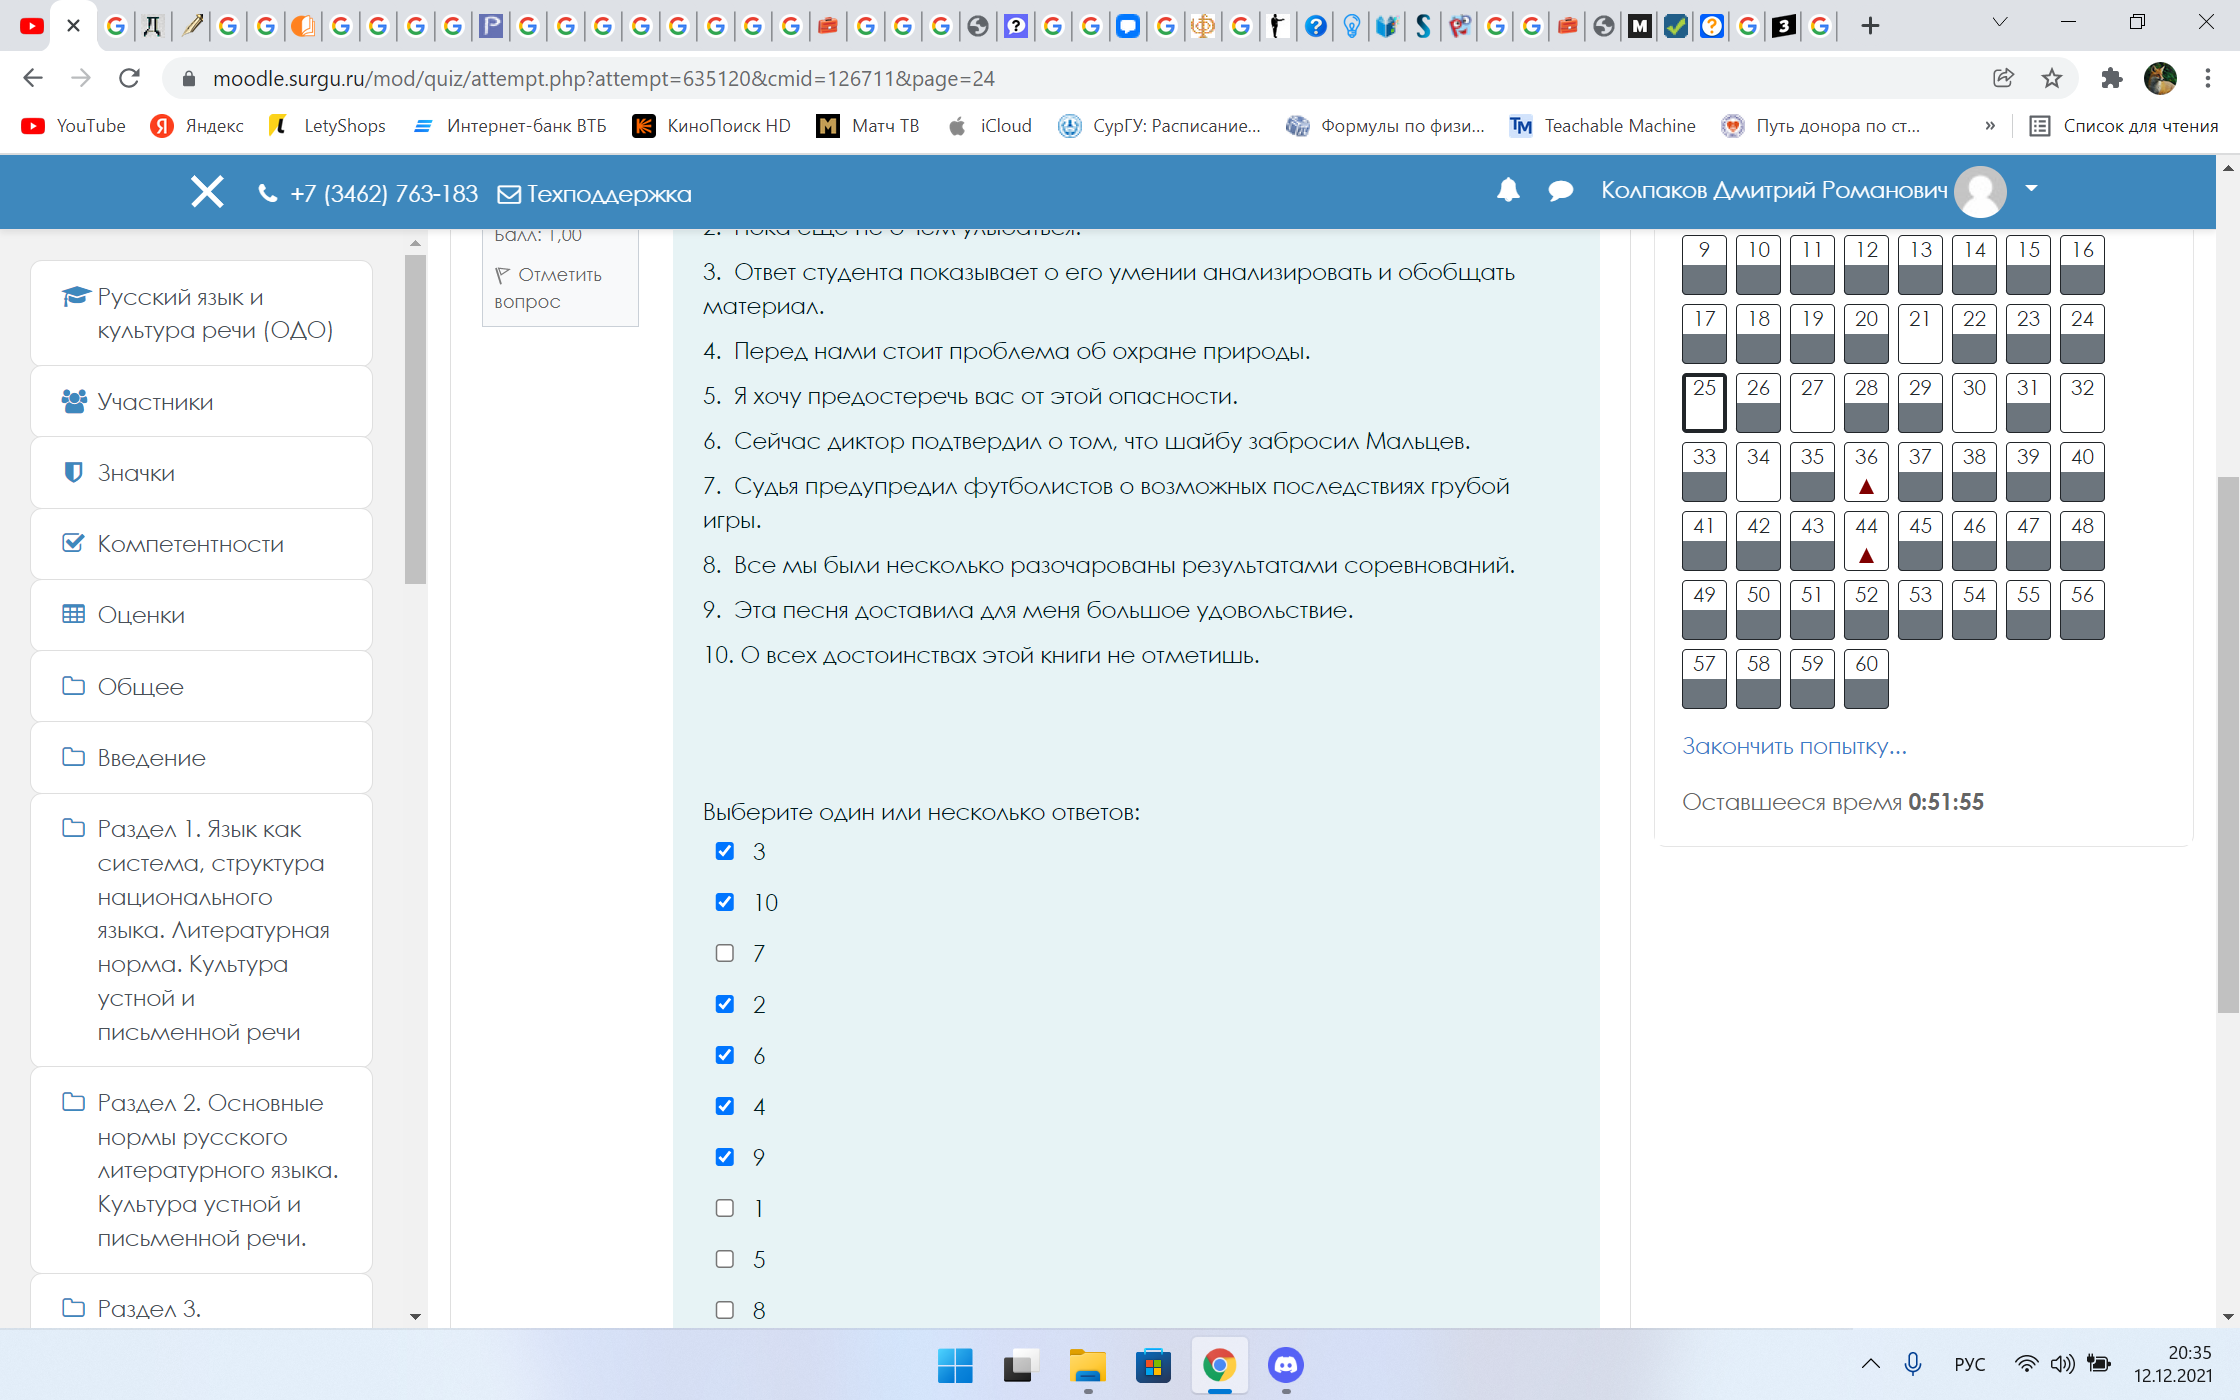 moodle.surgu.ru/mod/quiz/attempt.php?attempt=635120&cmid=126711&page=24
YouTube
Яндекс
LetyShops
Интернет-банк ВТБ
КиноПоиск HD
Матч ТВ
iCloud
СурГУ: Расписание...
Формулы по физи...
Teachable Machine
Путь донора по ст...
»
Список для чтения
+7 (3462) 763-183
Техподдержка
Колпаков Дмитрий Романович
Русский язык и
культура речи (ОДО)
Участники
Значки
Компетентности
Оценки
Общее
Введение
Раздел 1. Язык как
система, структура
национального
языка. Литературная
норма. Культура
устной и
письменной речи
Раздел 2. Основные
нормы русского
литературного языка.
Культура устной и
письменной речи.
Раздел 3.
Балл: 1,00
Отметить
вопрос
2. Пока еще не о чем улыбаться.
3. Ответ студента показывает о его умении анализировать и обобщать
материал.
4. Перед нами стоит проблема об охране природы.
5. Я хочу предостеречь вас от этой опасности.
6. Сейчас диктор подтвердил о том, что шайбу забросил Мальцев.
7. Судья предупредил футболистов о возможных последствиях грубой
игры.
8. Все мы были несколько разочарованы результатами соревнований.
9. Эта песня доставила для меня большое удовольствие.
10. О всех достоинствах этой книги не отметишь.
Выберите один или несколько ответов:
3
10
7
2
6
4
9
1
5
8
9 10 11 12 13 14 15 16
17 18 19 20 21 22 23 24
25 26 27 28 29 30 31 32
33 34 35 36 37 38 39 40
41 42 43 44 45 46 47 48
49 50 51 52 53 54 55 56
57 58 59 60
Закончить попытку...
Оставшееся время 0:51:55
РУС
20:35
12.12.2021